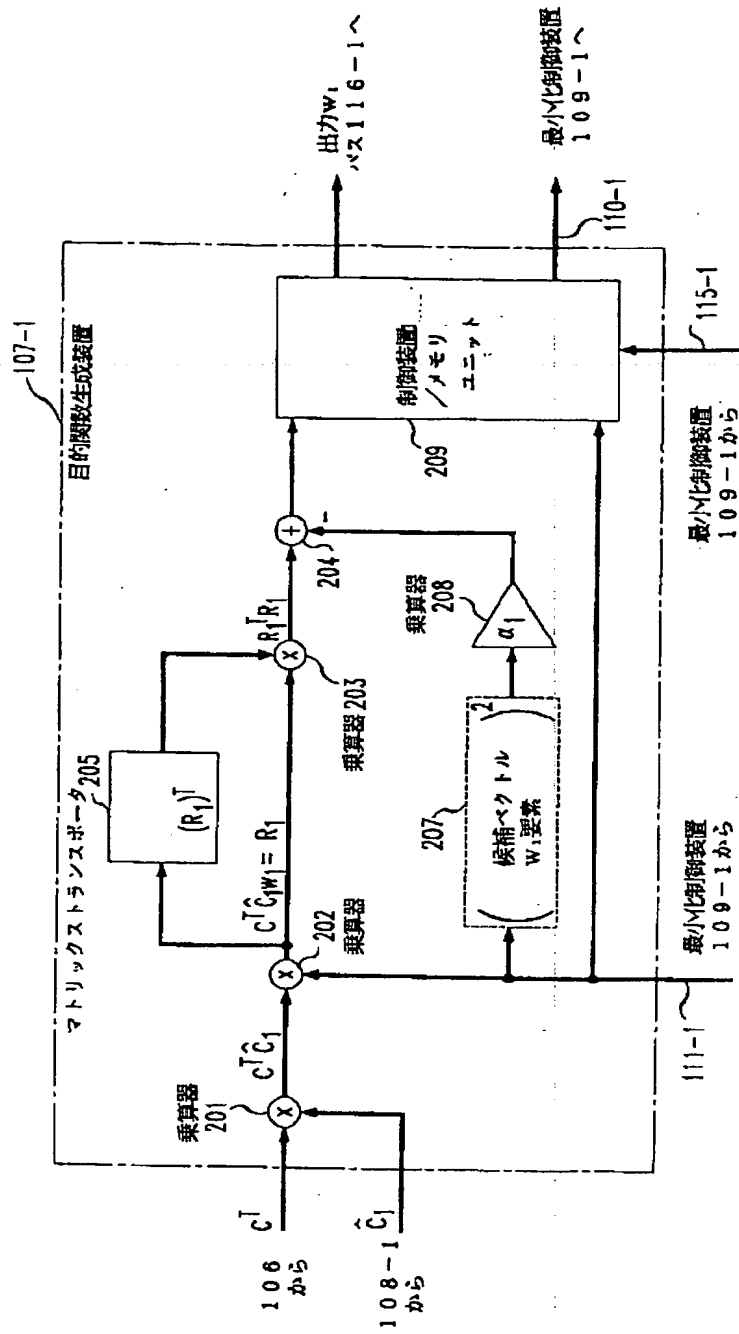 107-1
目的関数生成装置
マトリックストランスポータ
205
(R₁)ᵀ
106
から
Cᵀ
乗算器
201
×
CᵀĈ₁
×
202
乗算器
CᵀĈ₁w₁=R₁
×
乗算器203
R₁ᵀR₁
+
-
204
制御装置
/メモリ
ユニット
209
出力w₁
バス116-1へ
最小化制御装置
109-1へ
110-1
108-1
から
Ĉ₁
207
候補ベクトル
W₁要素
2
乗算器
208
α₁
111-1
最小化制御装置
109-1から
最小化制御装置
109-1から
115-1